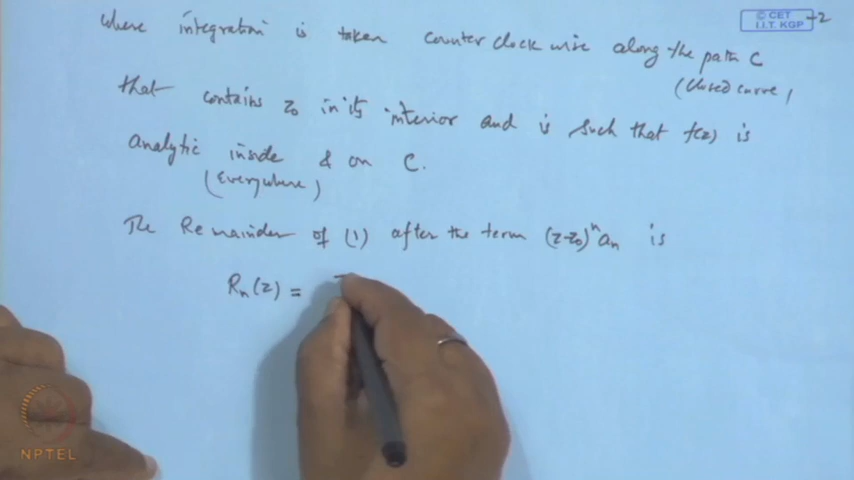 where integration is taken counter clock wise along the path C
(closed curve)
that contains z0 in its interior and is such that f(z) is
analytic inside & on C.
(Everywhere)
The Remainder of (1) after the term (z-z0)^n an is
Rn(z) =
© CET
I.I.T. KGP
+2
NPTEL